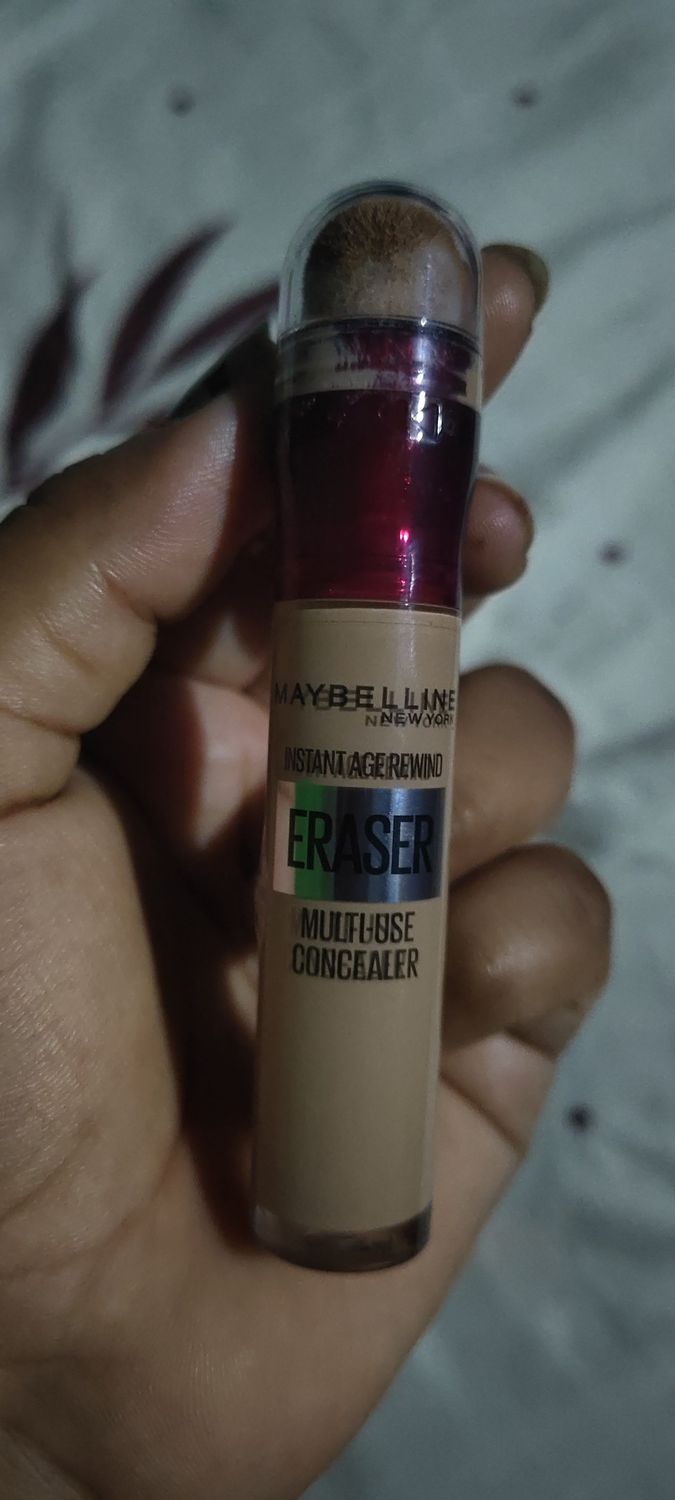 MAYBELLINE
NEW YORK
INSTANT AGE REWIND
ERASER
MULTI-USE
CONCEALER